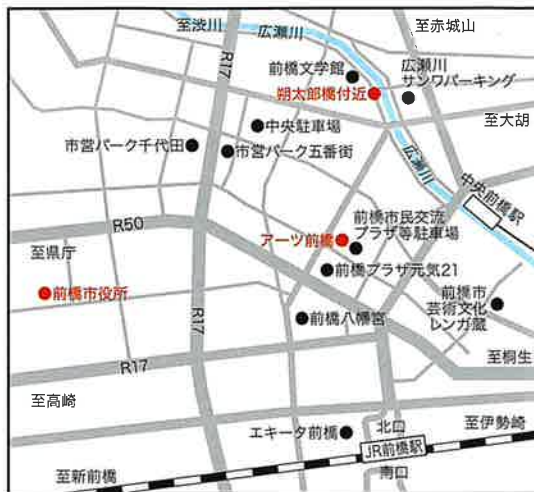 至渋川
広瀬川
至赤城山
R17
前橋文学館
広瀬川
サンワパーキング
朔太郎橋付近
中央駐車場
至大胡
市営パーク千代田
市営パーク五番街
広瀬川
中央前橋駅
R50
アーツ前橋
前橋市民交流
プラザ等駐車場
至県庁
前橋プラザ元気21
前橋市役所
前橋市
芸術文化
レンガ蔵
R17
前橋八幡宮
至桐生
R17
至高崎
エキータ前橋
北口
至伊勢崎
JR前橋駅
至新前橋
南口